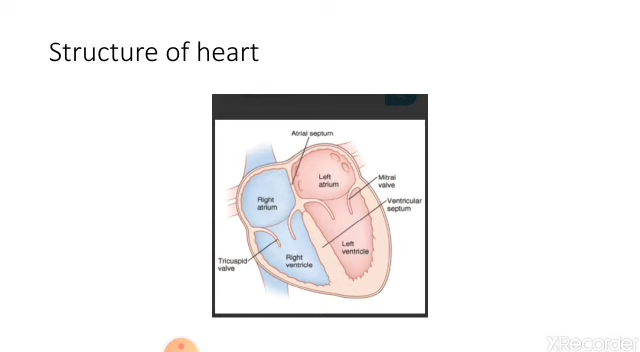 Structure of heart
Atrial septum
Left
atrium
Mitral
valve
Right
atrium
Ventricular
septum
Left
ventricle
Tricuspid
valve
Right
ventricle
XRecorder